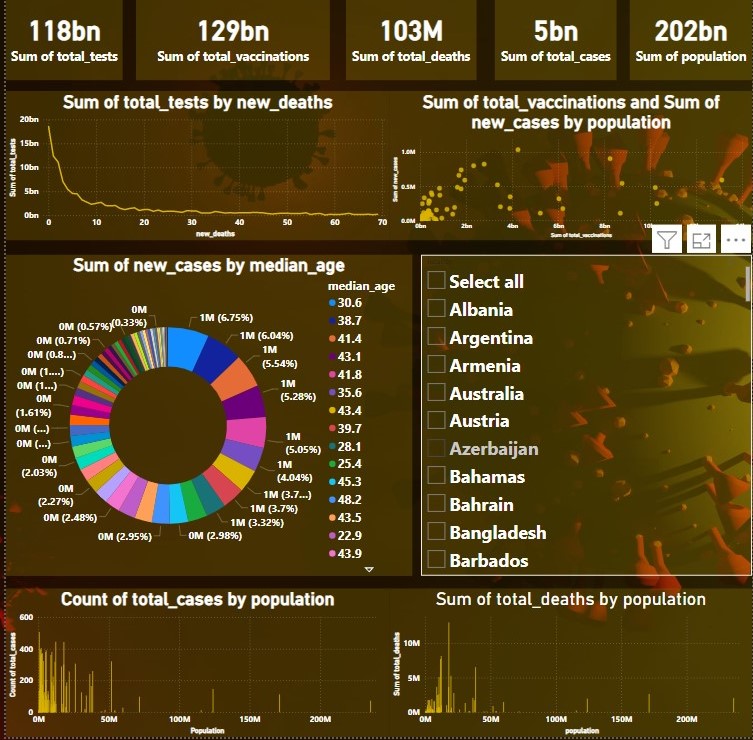 118bn
Sum of total_tests
129bn
Sum of total_vaccinations
103M
Sum of total_deaths
5bn
Sum of total_cases
202bn
Sum of population
Sum of total_tests by new_deaths
20bn
15bn
10bn
5bn
0bn
Sum of total_tests
0 10 20 30 40 50 60 70
new_deaths
Sum of total_vaccinations and Sum of
new_cases by population
1.0M
0.5M
0.0M
Sum of new_cases
0bn 2bn 4bn 6bn 8bn
Sum of total_vaccinations
Sum of new_cases by median_age
1M (6.75%)
1M (6.04%)
1M
(5.54%)
1M
(5.28%)
1M
(5.05%)
1M
(4.04%)
1M (3.7...)
1M (3.7%)
1M (3.32%)
0M (2.98%)
0M (2.95%)
0M (2.48%)
0M
(2.27%)
0M
(2.03%)
0M (...)
0M (...)
0M
(1.61%)
0M (1...)
0M (1....)
0M (0.8...)
0M (0.71%)
0M (0.57%)
0M
(0.33%)
median_age
30.6
38.7
41.4
43.1
41.8
35.6
43.4
39.7
28.1
25.4
45.3
48.2
43.5
22.9
43.9
Select all
Albania
Argentina
Armenia
Australia
Austria
Azerbaijan
Bahamas
Bahrain
Bangladesh
Barbados
Count of total_cases by population
600
400
200
0
Count of total_cases
0M 50M 100M 150M 200M
Population
Sum of total_deaths by population
10M
5M
0M
Sum of total_deaths
0M 50M 100M 150M 200M
population